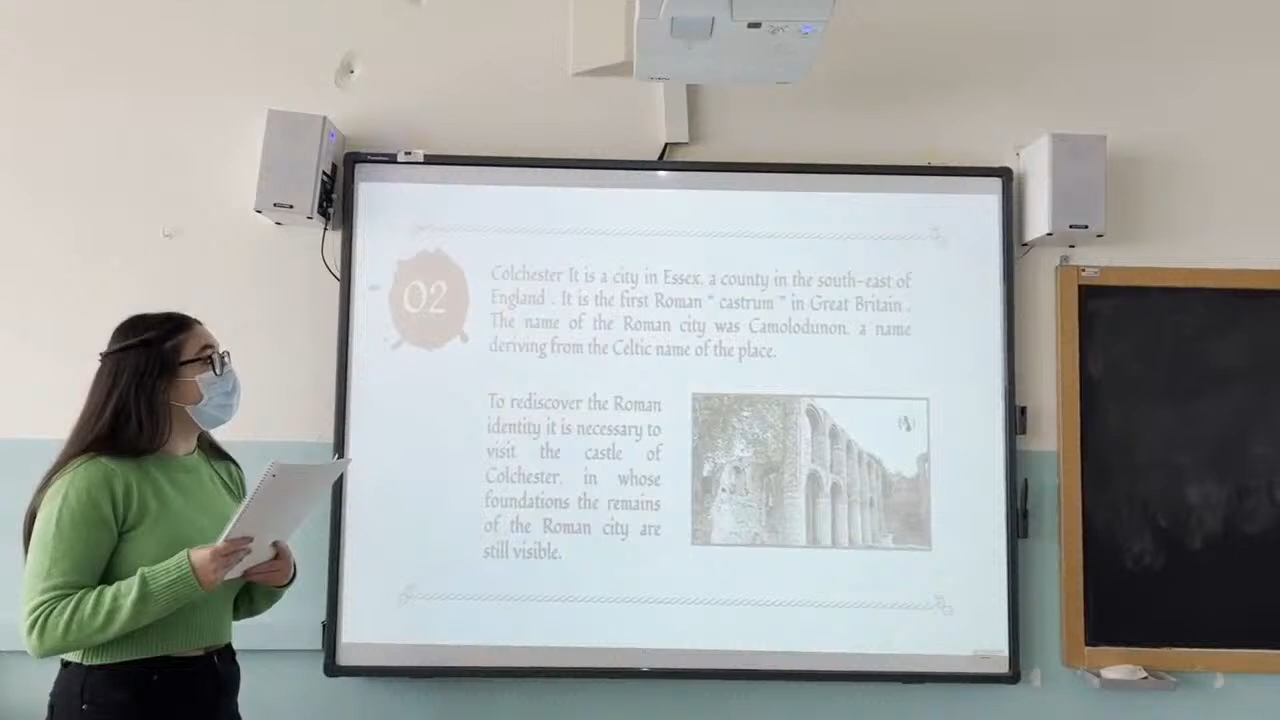 02
Colchester It is a city in Essex, a county in the south-east of
England . It is the first Roman " castrum " in Great Britain .
The name of the Roman city was Camolodunon, a name
deriving from the Celtic name of the place.
To rediscover the Roman
identity it is necessary to
visit the castle of
Colchester, in whose
foundations the remains
of the Roman city are
still visible.